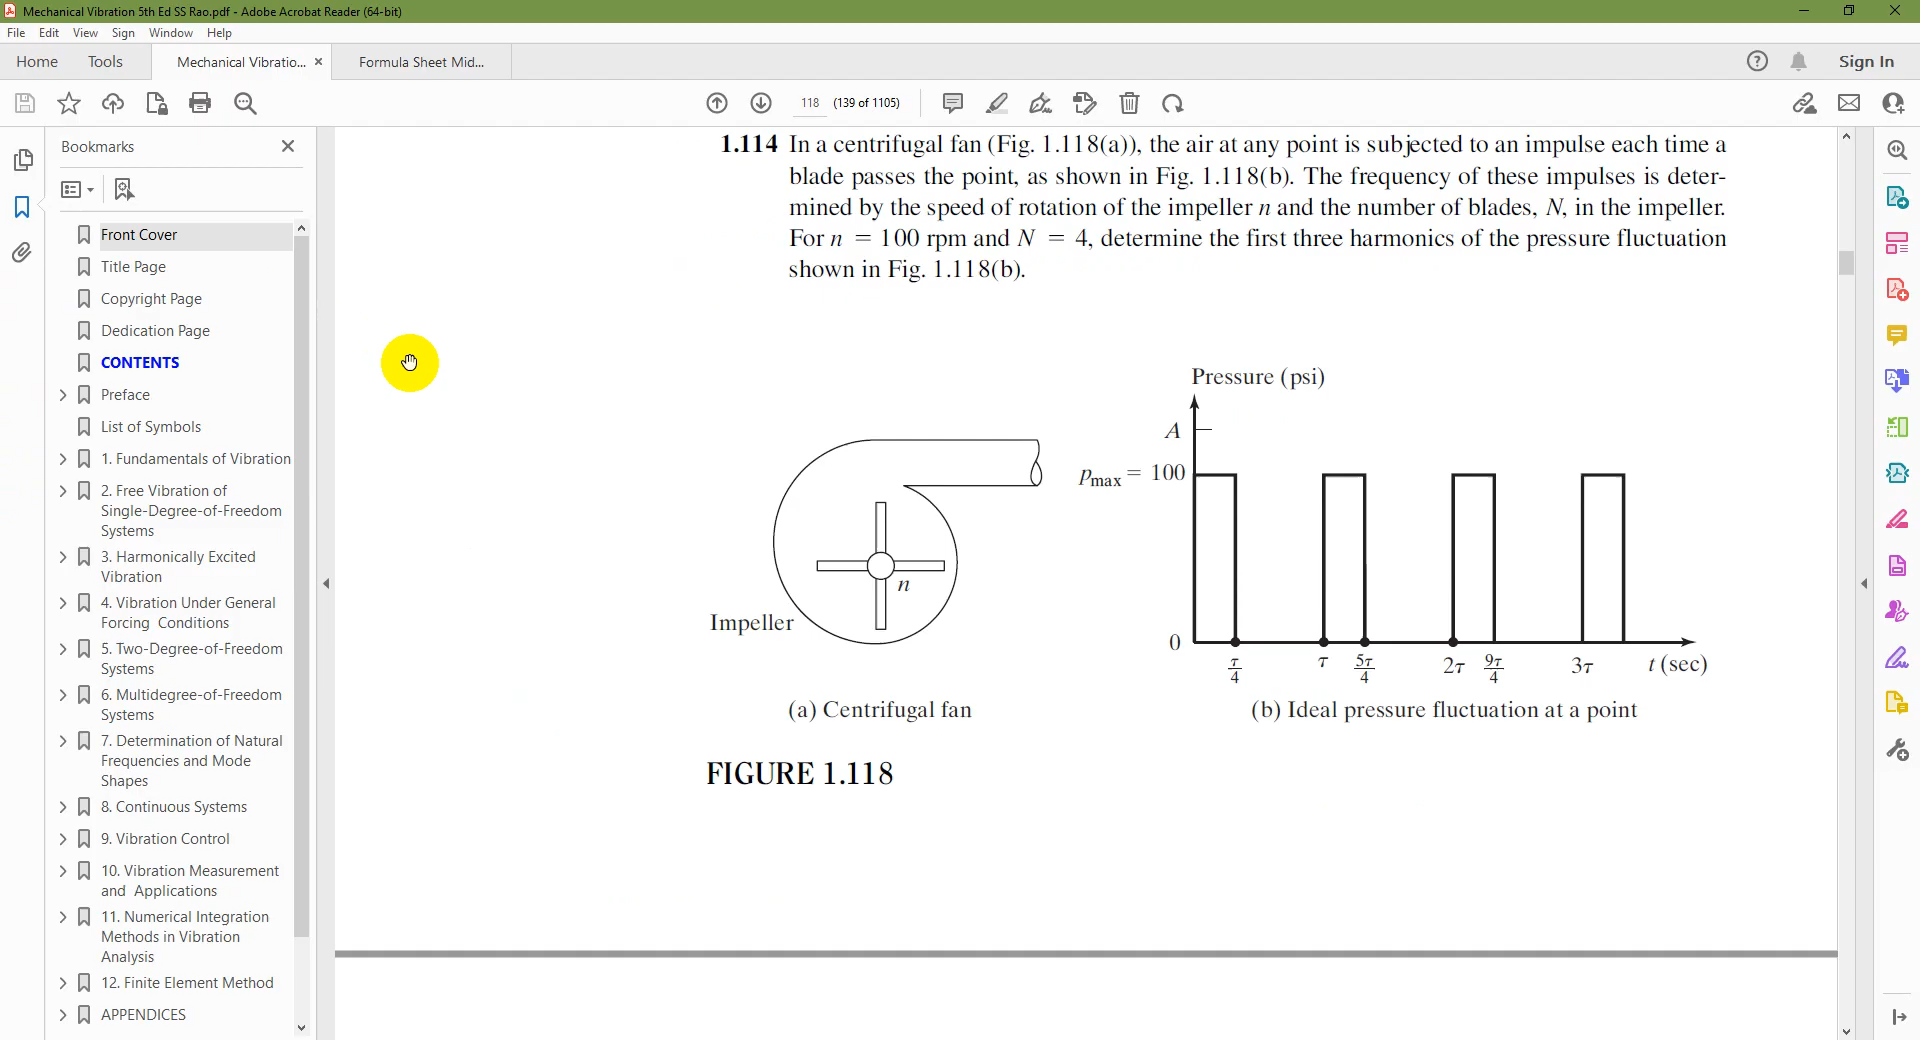 Mechanical Vibration 5th Ed SS Rao.pdf - Adobe Acrobat Reader (64-bit)
File Edit View Sign Window Help
Home Tools Mechanical Vibratio... × Formula Sheet Mid... Sign In
118 (139 of 1105)
Bookmarks
Front Cover
Title Page
Copyright Page
Dedication Page
CONTENTS
Preface
List of Symbols
1. Fundamentals of Vibration
2. Free Vibration of
Single-Degree-of-Freedom
Systems
3. Harmonically Excited
Vibration
4. Vibration Under General
Forcing Conditions
5. Two-Degree-of-Freedom
Systems
6. Multidegree-of-Freedom
Systems
7. Determination of Natural
Frequencies and Mode
Shapes
8. Continuous Systems
9. Vibration Control
10. Vibration Measurement
and Applications
11. Numerical Integration
Methods in Vibration
Analysis
12. Finite Element Method
APPENDICES
1.114 In a centrifugal fan (Fig. 1.118(a)), the air at any point is subjected to an impulse each time a
blade passes the point, as shown in Fig. 1.118(b). The frequency of these impulses is deter-
mined by the speed of rotation of the impeller n and the number of blades, N, in the impeller.
For n = 100 rpm and N = 4, determine the first three harmonics of the pressure fluctuation
shown in Fig. 1.118(b).
Impeller
n
(a) Centrifugal fan
Pressure (psi)
A
pmax = 100
0
τ/4 τ 5τ/4 2τ 9τ/4 3τ t (sec)
(b) Ideal pressure fluctuation at a point
FIGURE 1.118